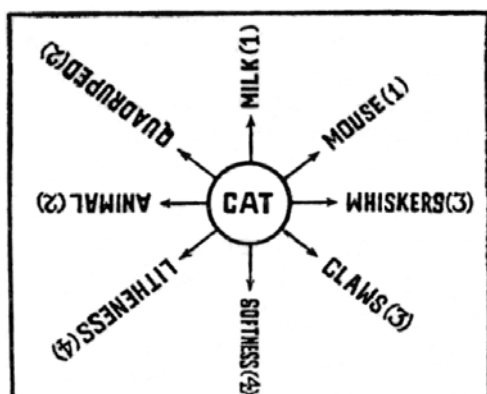 MILK(1)
MOUSE(1)
WHISKERS(3)
CLAWS(3)
SOFTNESS(4)
LITHENESS(4)
ANIMAL(2)
QUADRUPED(2)
CAT